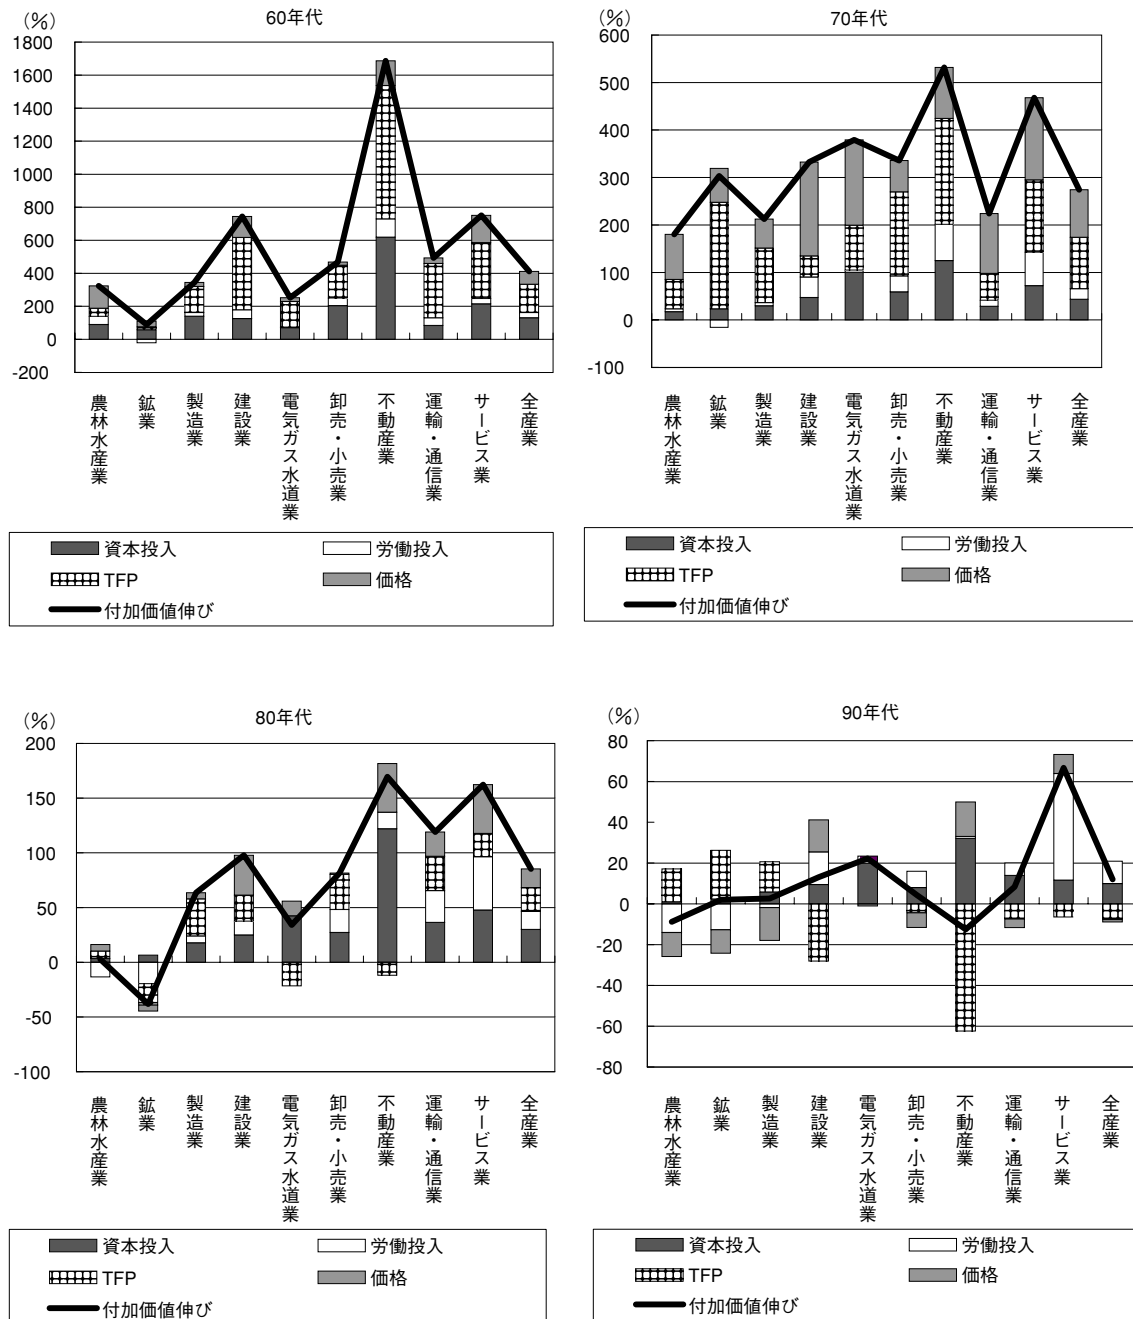 60年代
(%)
1800
1600
1400
1200
1000
800
600
400
200
0
-200
農林水産業
鉱業
製造業
建設業
電気ガス水道業
卸売・小売業
不動産業
運輸・通信業
サービス業
全産業
資本投入 労働投入
TFP 価格
付加価値伸び
70年代
(%)
600
500
400
300
200
100
0
-100
農林水産業
鉱業
製造業
建設業
電気ガス水道業
卸売・小売業
不動産業
運輸・通信業
サービス業
全産業
資本投入 労働投入
TFP 価格
付加価値伸び
80年代
(%)
200
150
100
50
0
-50
-100
農林水産業
鉱業
製造業
建設業
電気ガス水道業
卸売・小売業
不動産業
運輸・通信業
サービス業
全産業
資本投入 労働投入
TFP 価格
付加価値伸び
90年代
(%)
80
60
40
20
0
-20
-40
-60
-80
農林水産業
鉱業
製造業
建設業
電気ガス水道業
卸売・小売業
不動産業
運輸・通信業
サービス業
全産業
資本投入 労働投入
TFP 価格
付加価値伸び